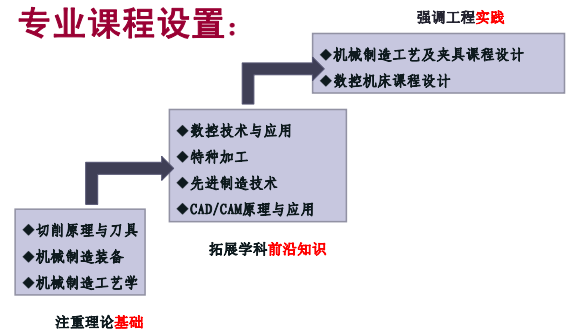 专业课程设置：
强调工程实践
◆机械制造工艺及夹具课程设计
◆数控机床课程设计
◆数控技术与应用
◆特种加工
◆先进制造技术
◆CAD/CAM原理与应用
拓展学科前沿知识
◆切削原理与刀具
◆机械制造装备
◆机械制造工艺学
注重理论基础